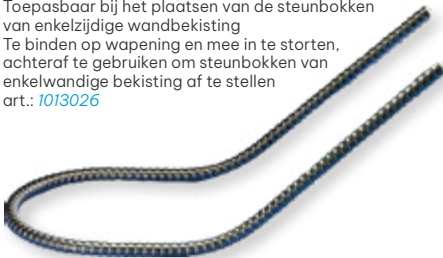 Toepasbaar bij het plaatsen van de steunbokken
van enkelzijdige wandbekisting
Te binden op wapening en mee in te storten,
achteraf te gebruiken om steunbokken van
enkelwandige bekisting af te stellen
art.: 1013026